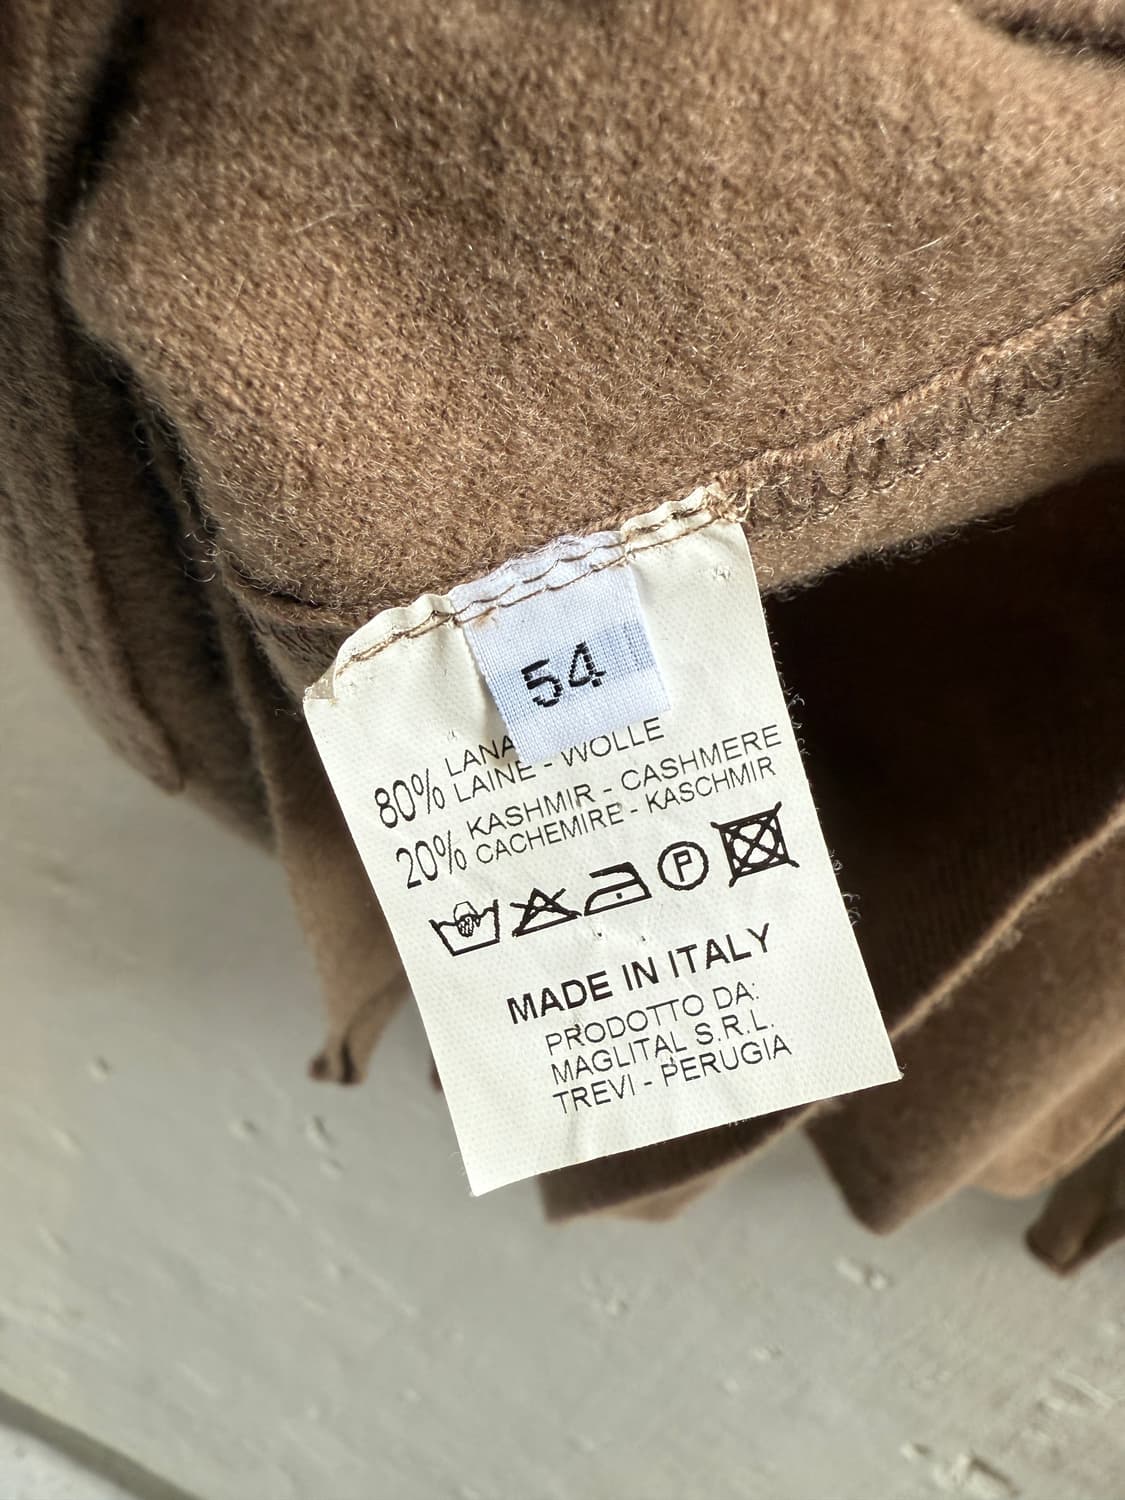 54
80% LANA
LAINE - WOLLE
20% KASHMIR - CASHMERE
CACHEMIRE - KASCHMIR
P
MADE IN ITALY
PRODOTTO DA:
MAGLITAL S.R.L.
TREVI - PERUGIA